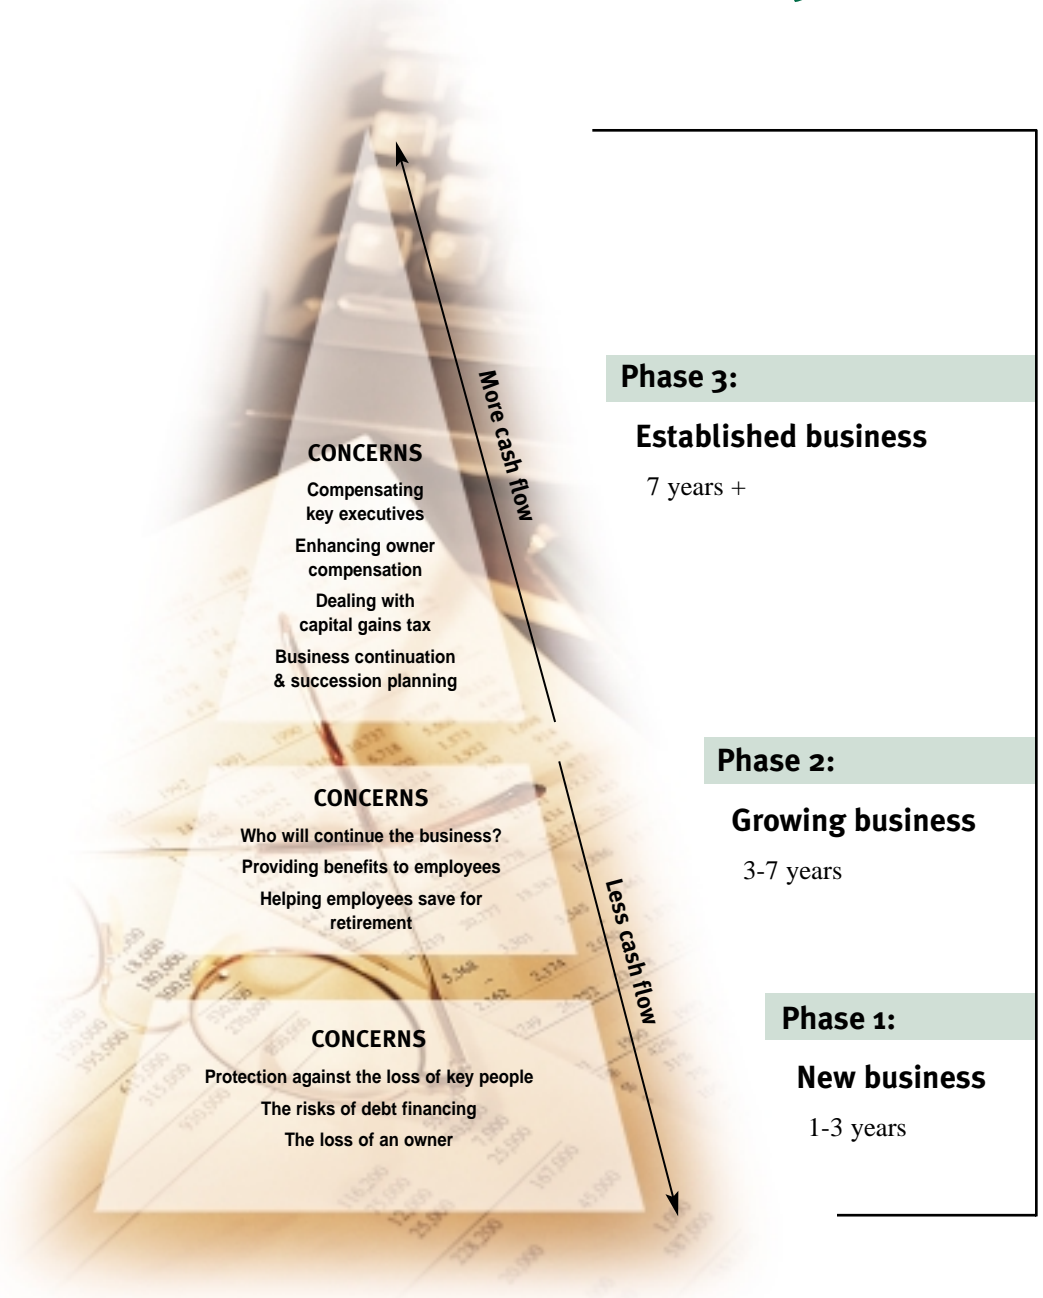 CONCERNS
Compensating
key executives
Enhancing owner
compensation
Dealing with
capital gains tax
Business continuation
& succession planning
More cash flow
Phase 3:
Established business
7 years +
CONCERNS
Who will continue the business?
Providing benefits to employees
Helping employees save for
retirement
Less cash flow
Phase 2:
Growing business
3-7 years
CONCERNS
Protection against the loss of key people
The risks of debt financing
The loss of an owner
Phase 1:
New business
1-3 years